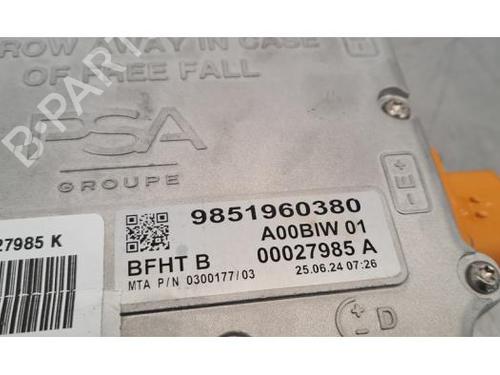 THROW AWAY IN CASE
OF FREE FALL
PSA
GROUPE
27985 K
9851960380
A00BIW 01
BFHT B 00027985 A
MTA P/N 0300177/03 25.06.24 07:26
+E-
D
B-PARTS